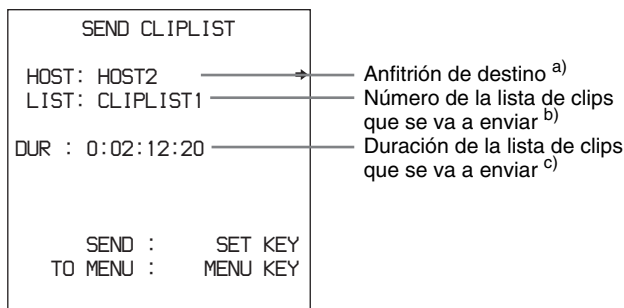 SEND CLIPLIST
HOST: HOST2
LIST: CLIPLIST1
DUR : 0:02:12:20
SEND : SET KEY
TO MENU : MENU KEY
Anfitrión de destino a)
Número de la lista de clips
que se va a enviar b)
Duración de la lista de clips
que se va a enviar c)